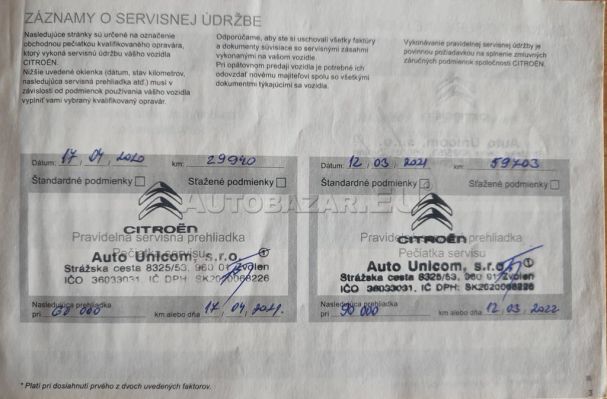 ZÁZNAMY O SERVISNEJ ÚDRŽBE
Nasledujúce stránky sú určené na označenie
obchodnou pečiatkou kvalifikovaného opravára,
ktorý vykoná servisnú údržbu vášho vozidla
CITROËN.
Nižšie uvedené okienka (dátum, stav kilometrov,
nasledujúca servisná prehliadka atď.) musí v
závislosti od podmienok používania vášho vozidla
vyplniť vami vybraný kvalifikovaný opravár.
Odporúčame, aby ste si uschovali všetky faktúry
a dokumenty súvisiace so servisnými zásahmi
vykonanými na vašom vozidle.
Pri opätovnom predaji vozidla je potrebné ich
odovzdať novému majiteľovi spolu so všetkými
dokumentmi týkajúcimi sa vozidla.
Vykonávanie pravidelnej servisnej údržby je
povinnou požiadavkou na splnenie zmluvných
záručných podmienok spoločnosti CITROËN.
Dátum: 17, 04, 2020 km: 29940
Štandardné podmienky Sťažené podmienky
CITROËN
Pravidelná servisná prehliadka
Pečiatka servisu
Auto Unicom, s.r.o.
Strážska cesta 8325/53, 960 01 Zvolen
IČO 36033031, IČ DPH: SK2020068226
Nasledujúca prehliadka
pri 60 000 km alebo dňa 17, 04, 2021.
Dátum: 12, 03, 2021 km: 59703
Štandardné podmienky Sťažené podmienky
CITROËN
Pravidelná servisná prehliadka
Pečiatka servisu
Auto Unicom, s.r.o.
Strážska cesta 8325/53, 960 01 Zvolen
IČO 36033031, IČ DPH: SK2020068226
Nasledujúca prehliadka
pri 90 000 km alebo dňa 12, 03, 2022
AUTOBAZAR.EU
* Platí pri dosiahnutí prvého z dvoch uvedených faktorov.
3